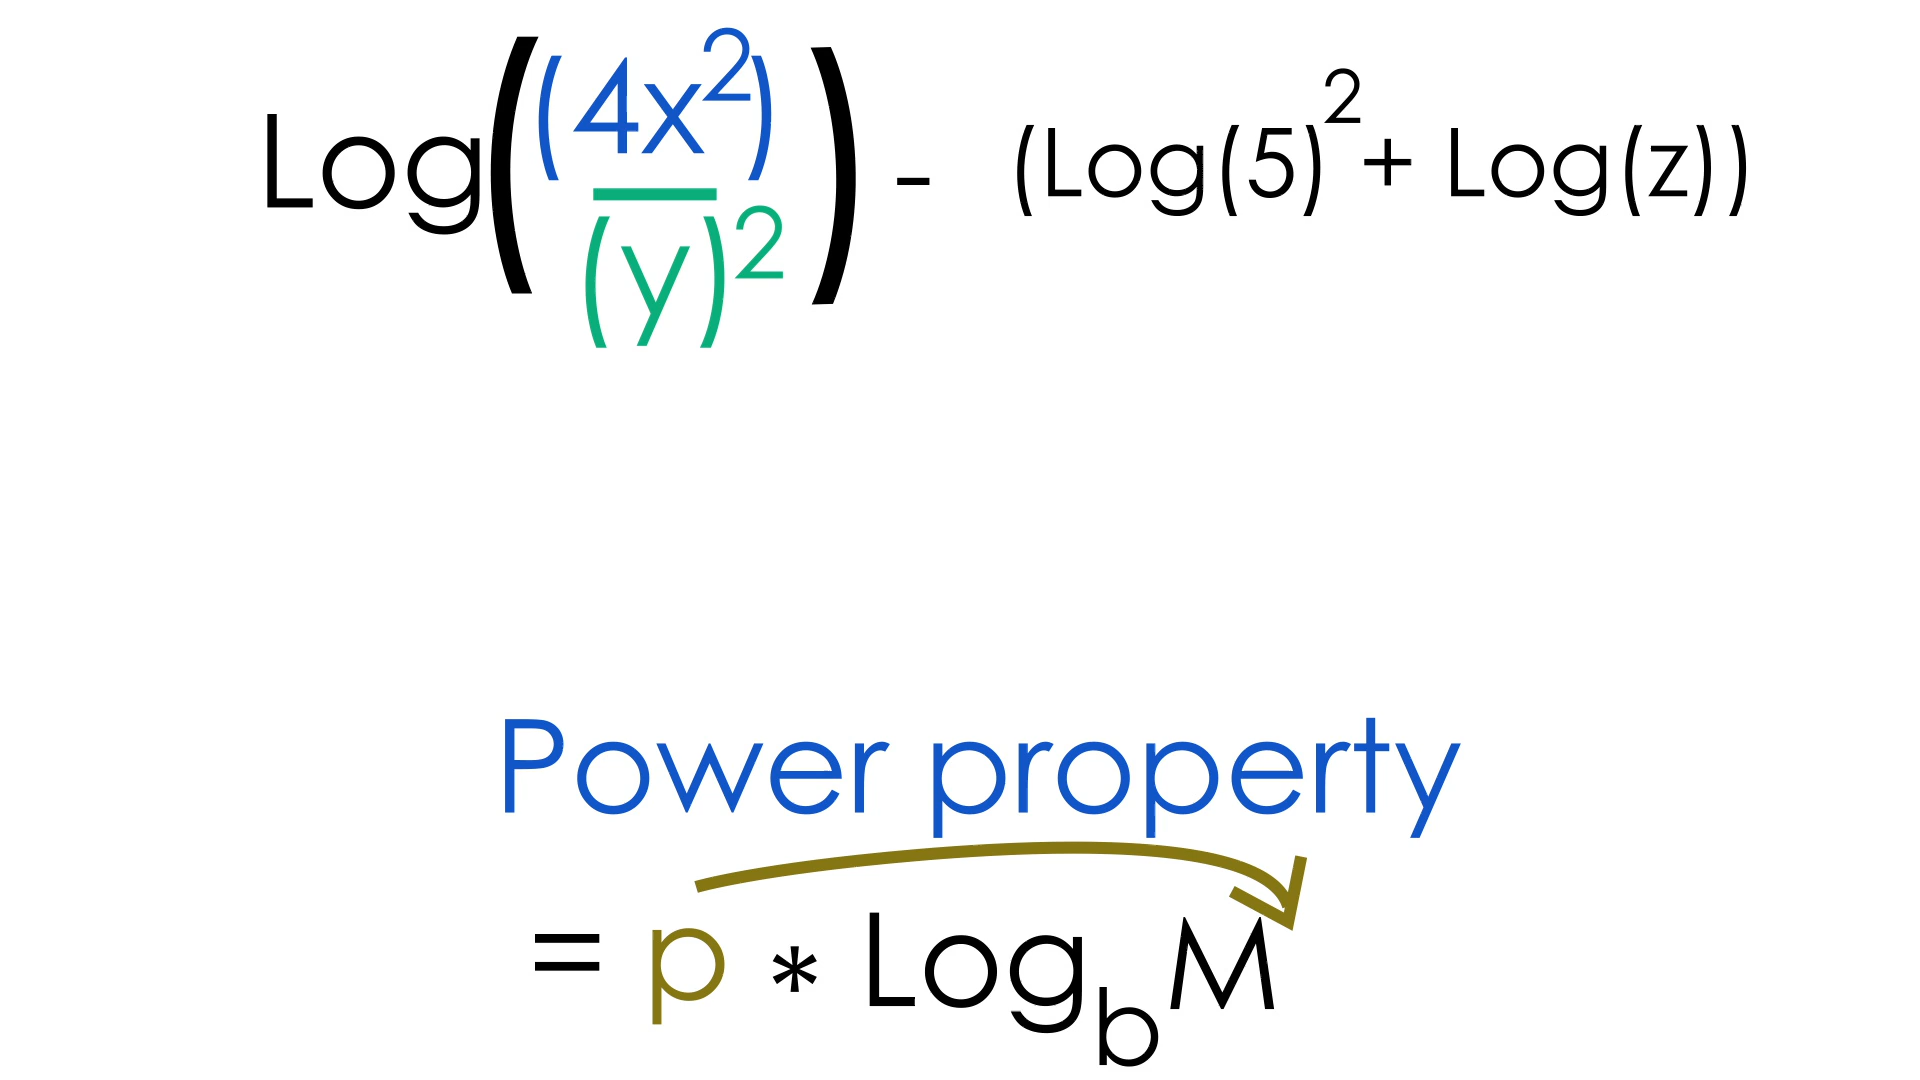 Log((4x²)/(y)²) - (Log(5)² + Log(z))
Power property
= p * Log_b M